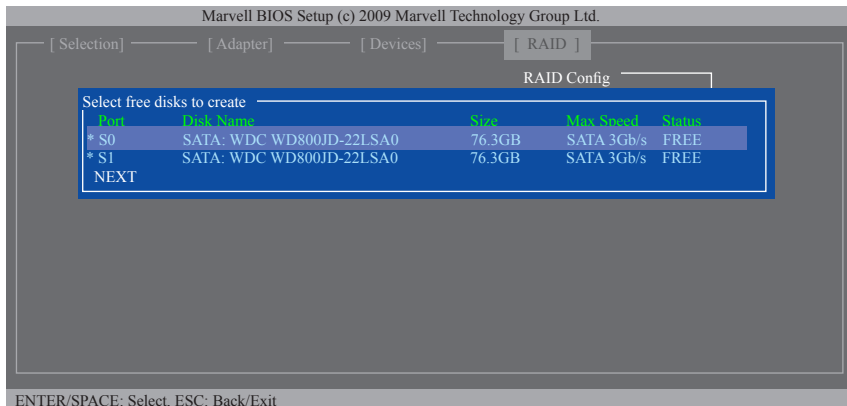 Marvell BIOS Setup (c) 2009 Marvell Technology Group Ltd.
[ Selection] [ Adapter] [ Devices] [ RAID ]
RAID Config
Select free disks to create
Port Disk Name Size Max Speed Status
* S0 SATA: WDC WD800JD-22LSA0 76.3GB SATA 3Gb/s FREE
* S1 SATA: WDC WD800JD-22LSA0 76.3GB SATA 3Gb/s FREE
NEXT
ENTER/SPACE: Select, ESC: Back/Exit